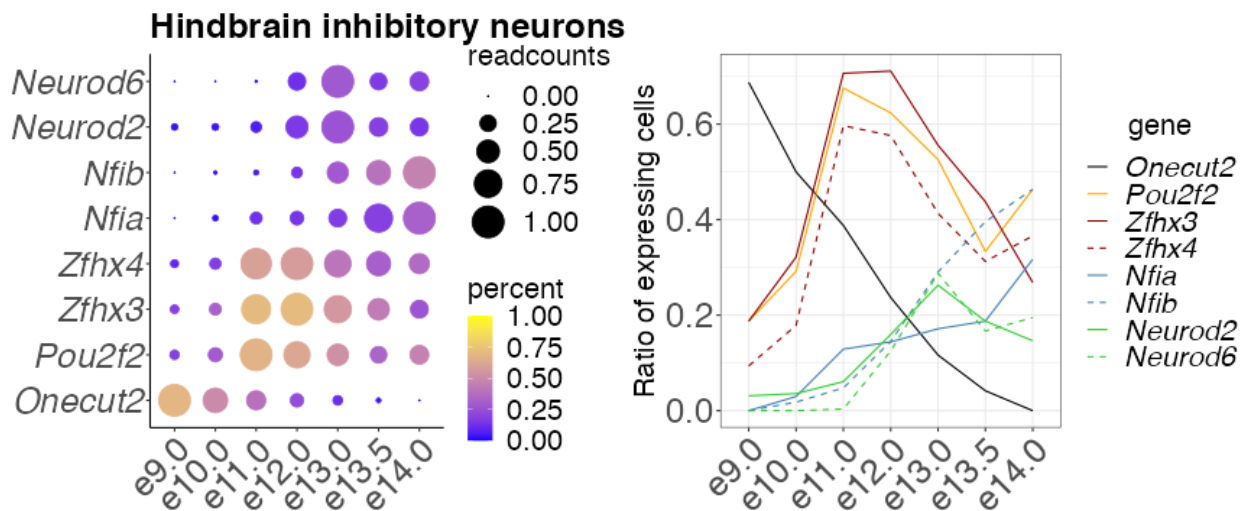 Hindbrain inhibitory neurons
Neurod6
Neurod2
Nfib
Nfia
Zfhx4
Zfhx3
Pou2f2
Onecut2
e9.0
e10.0
e11.0
e12.0
e13.0
e13.5
e14.0
readcounts
0.00
0.25
0.50
0.75
1.00
percent
1.00
0.75
0.50
0.25
0.00
Ratio of expressing cells
0.6
0.4
0.2
0.0
e9.0
e10.0
e11.0
e12.0
e13.0
e13.5
e14.0
gene
Onecut2
Pou2f2
Zfhx3
Zfhx4
Nfia
Nfib
Neurod2
Neurod6